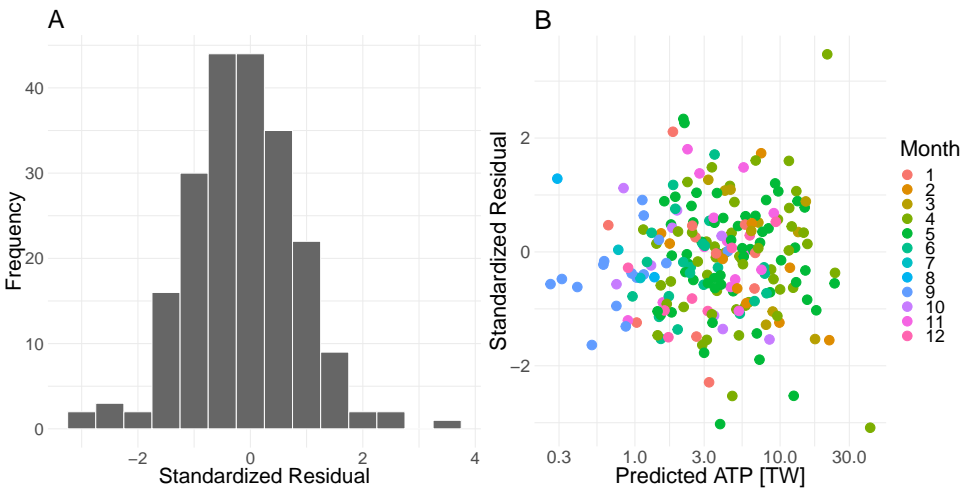 A
Frequency
40
30
20
10
0
−2 0 2 4
Standardized Residual
B
Standardized Residual
2
0
−2
0.3 1.0 3.0 10.0 30.0
Predicted ATP [TW]
Month
1
2
3
4
5
6
7
8
9
10
11
12